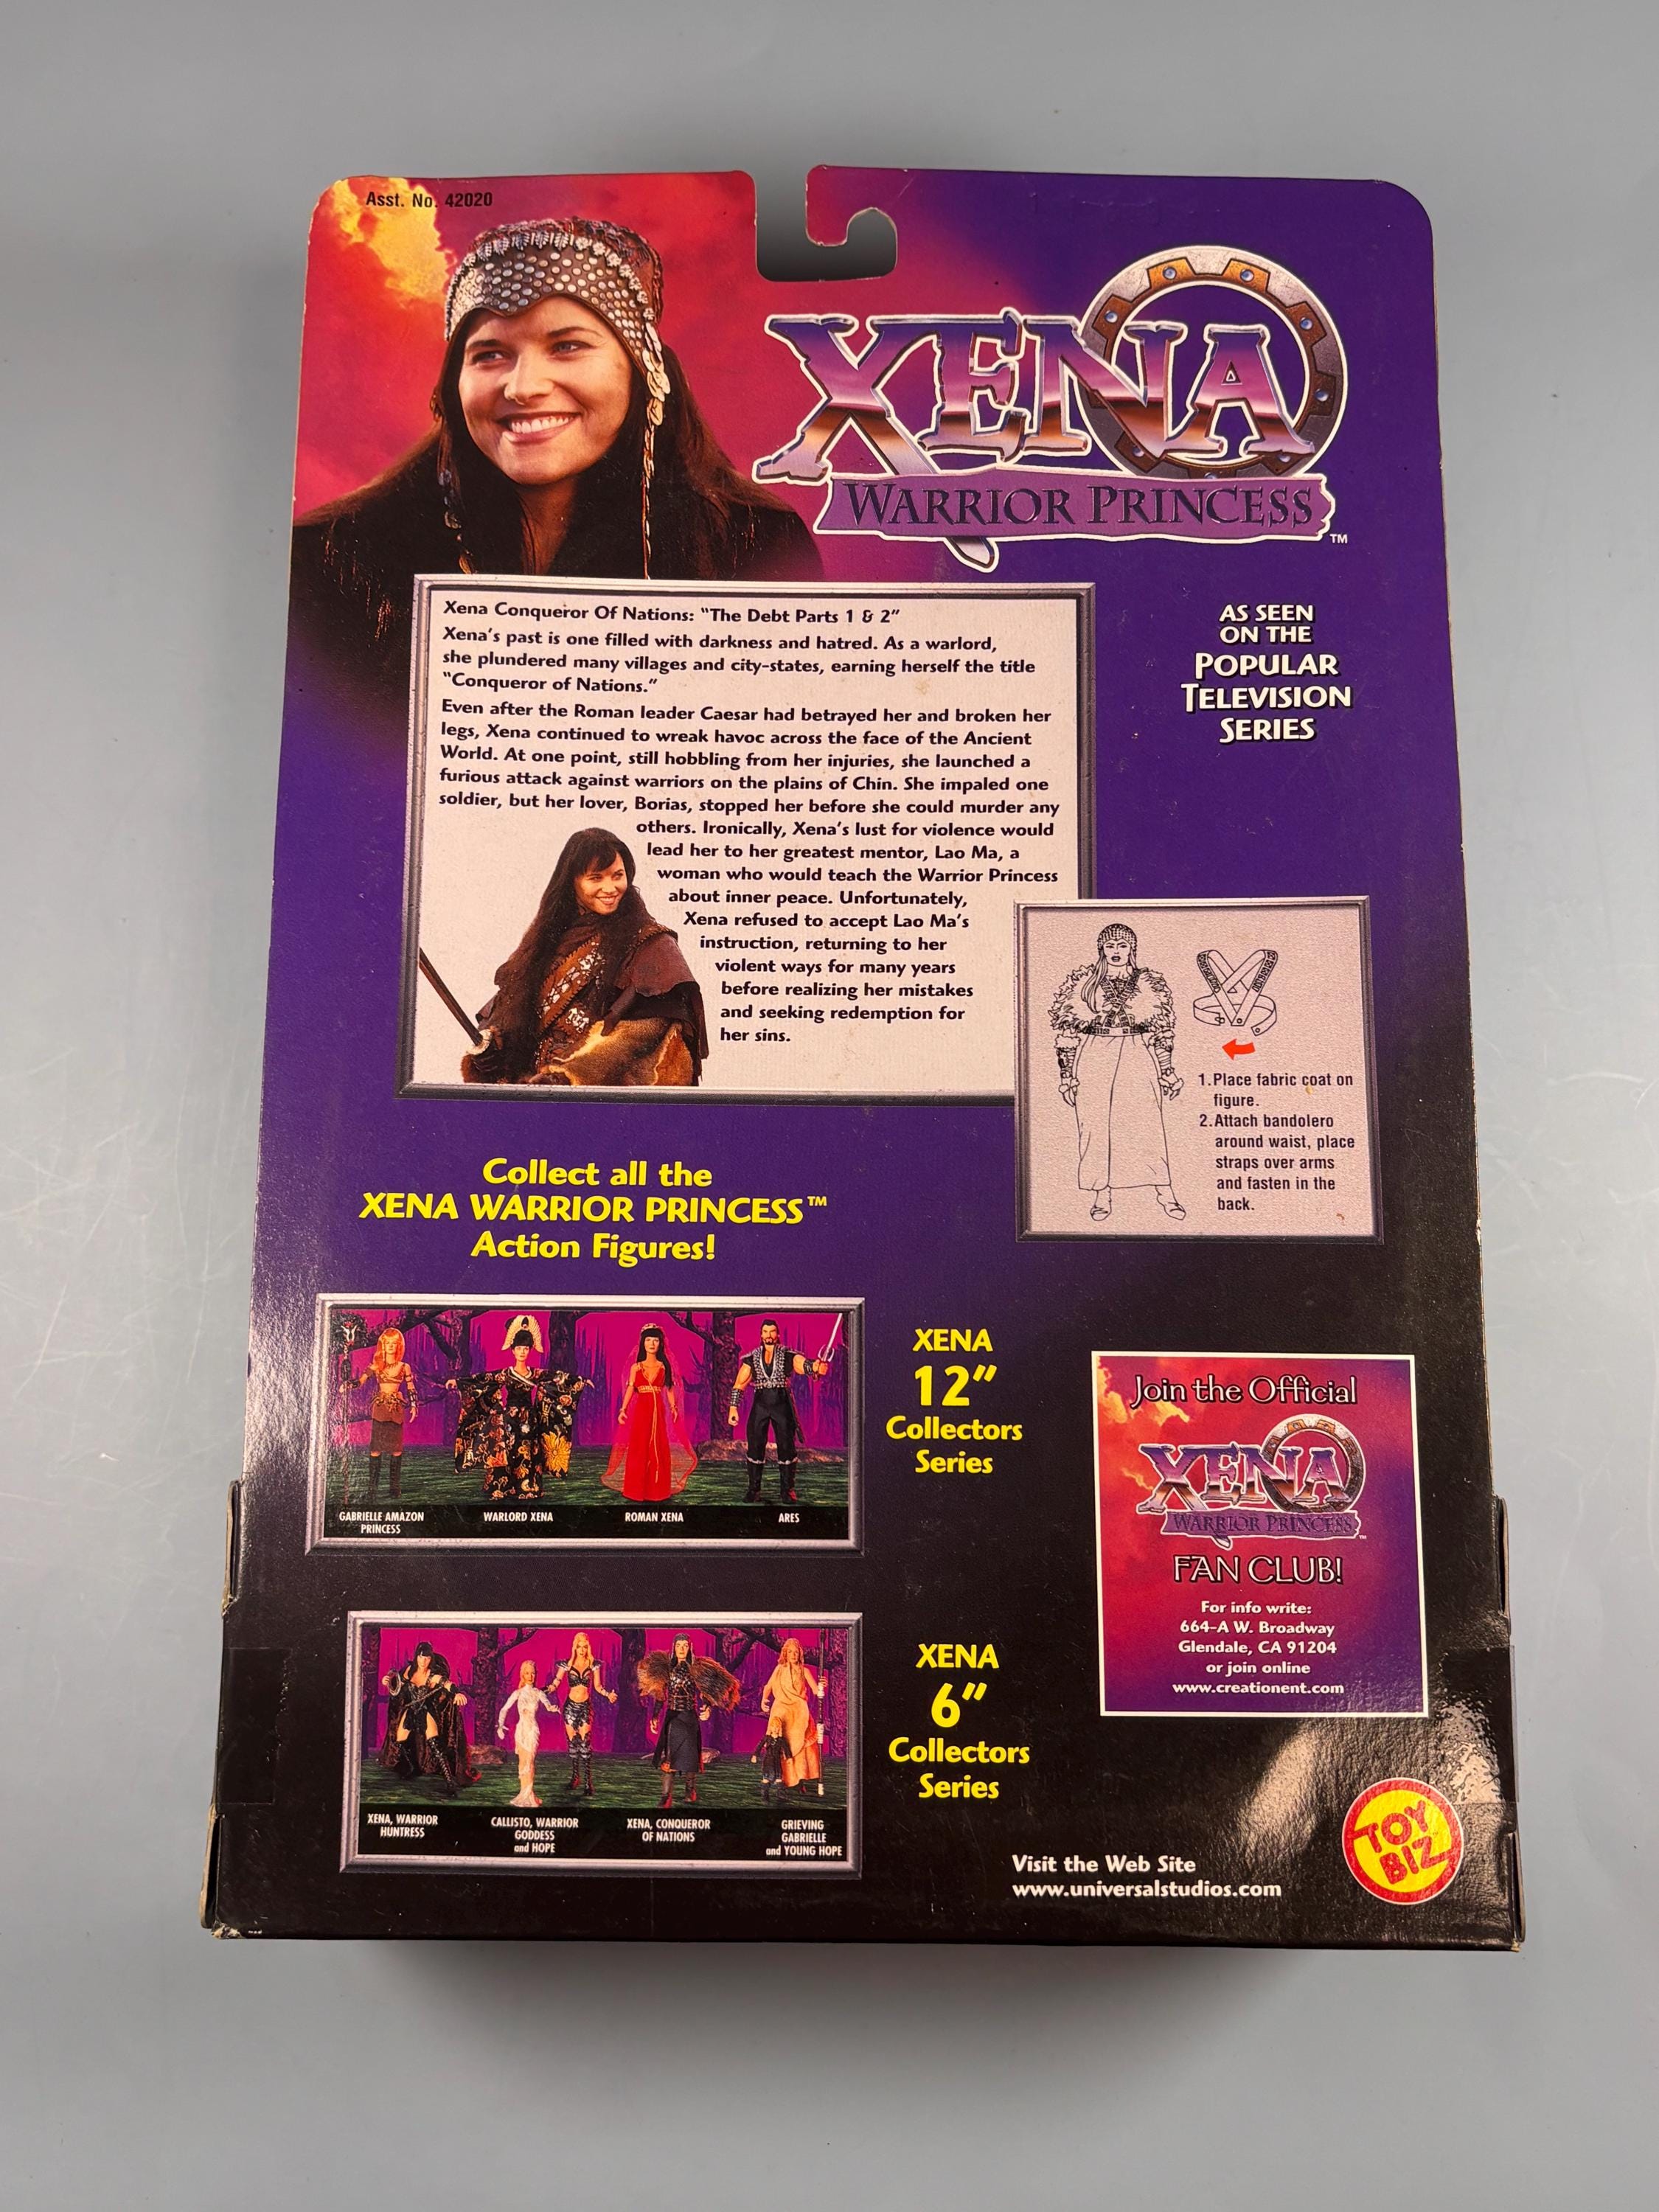 Asst. No. 42020
XENA
WARRIOR PRINCESS
TM
Xena Conqueror Of Nations: "The Debt Parts 1 & 2"
Xena's past is one filled with darkness and hatred. As a warlord,
she plundered many villages and city-states, earning herself the title
"Conqueror of Nations."
Even after the Roman leader Caesar had betrayed her and broken her
legs, Xena continued to wreak havoc across the face of the Ancient
World. At one point, still hobbling from her injuries, she launched a
furious attack against warriors on the plains of Chin. She impaled one
soldier, but her lover, Borias, stopped her before she could murder any
others. Ironically, Xena's lust for violence would
lead her to her greatest mentor, Lao Ma, a
woman who would teach the Warrior Princess
about inner peace. Unfortunately,
Xena refused to accept Lao Ma's
instruction, returning to her
violent ways for many years
before realizing her mistakes
and seeking redemption for
her sins.
AS SEEN
ON THE
POPULAR
TELEVISION
SERIES
1. Place fabric coat on
figure.
2. Attach bandolero
around waist, place
straps over arms
and fasten in the
back.
Collect all the
XENA WARRIOR PRINCESS™
Action Figures!
GABRIELLE AMAZON
PRINCESS
WARLORD XENA
ROMAN XENA
ARES
XENA
12"
Collectors
Series
XENA, WARRIOR
HUNTRESS
CALLISTO, WARRIOR
GODDESS
and HOPE
XENA, CONQUEROR
OF NATIONS
GRIEVING
GABRIELLE
and YOUNG HOPE
XENA
6"
Collectors
Series
Join the Official
XENA
WARRIOR PRINCESS
TM
FAN CLUB!
For info write:
664-A W. Broadway
Glendale, CA 91204
or join online
www.creationent.com
Visit the Web Site
www.universalstudios.com
TOY
BIZ